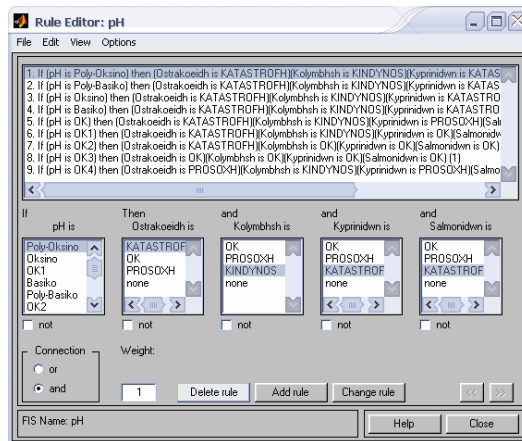 Rule Editor: pH
File Edit View Options
1. If (pH is Poly-Oksino) then (Ostrakoeidh is KATASTROFH)(Kolymbhsh is KINDYNOS)(Kyprinidwn is KATAS
2. If (pH is Poly-Basiko) then (Ostrakoeidh is KATASTROFH)(Kolymbhsh is KINDYNOS)(Kyprinidwn is KATAS
3. If (pH is Oksino) then (Ostrakoeidh is KATASTROFH)(Kolymbhsh is KINDYNOS)(Kyprinidwn is KATASTRO
4. If (pH is Basiko) then (Ostrakoeidh is KATASTROFH)(Kolymbhsh is KINDYNOS)(Kyprinidwn is KATASTRO
5. If (pH is OK) then (Ostrakoeidh is KATASTROFH)(Kolymbhsh is KINDYNOS)(Kyprinidwn is PROSOXH)(Salm
6. If (pH is OK1) then (Ostrakoeidh is KATASTROFH)(Kolymbhsh is KINDYNOS)(Kyprinidwn is OK)(Salmonidw
7. If (pH is OK2) then (Ostrakoeidh is KATASTROFH)(Kolymbhsh is OK)(Kyprinidwn is OK)(Salmonidwn is OK)
8. If (pH is OK3) then (Ostrakoeidh is OK)(Kolymbhsh is OK)(Kyprinidwn is OK)(Salmonidwn is OK) (1)
9. If (pH is OK4) then (Ostrakoeidh is PROSOXH)(Kolymbhsh is KINDYNOS)(Kyprinidwn is PROSOXH)(Salmon
If Then and and and
pH is Ostrakoeidh is Kolymbhsh is Kyprinidwn is Salmonidwn is
Poly-Oksino KATASTROF OK OK OK
Oksino OK PROSOXH PROSOXH PROSOXH
OK1 PROSOXH KINDYNOS KATASTROF KATASTROF
Basiko none none none none
Poly-Basiko
OK2
not not not not not
Connection Weight:
or
and 1 Delete rule Add rule Change rule << >>
FIS Name: pH Help Close